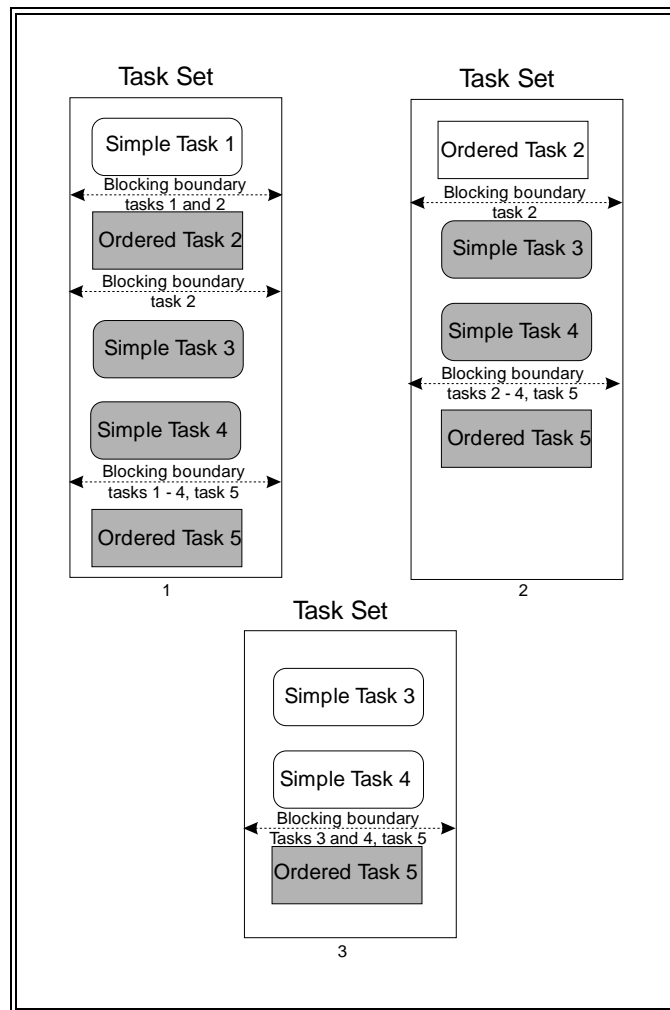 Task Set
Simple Task 1
Blocking boundary
tasks 1 and 2
Ordered Task 2
Blocking boundary
task 2
Simple Task 3
Simple Task 4
Blocking boundary
tasks 1 - 4, task 5
Ordered Task 5
1
Task Set
Ordered Task 2
Blocking boundary
task 2
Simple Task 3
Simple Task 4
Blocking boundary
tasks 2 - 4, task 5
Ordered Task 5
2
Task Set
Simple Task 3
Simple Task 4
Blocking boundary
Tasks 3 and 4, task 5
Ordered Task 5
3